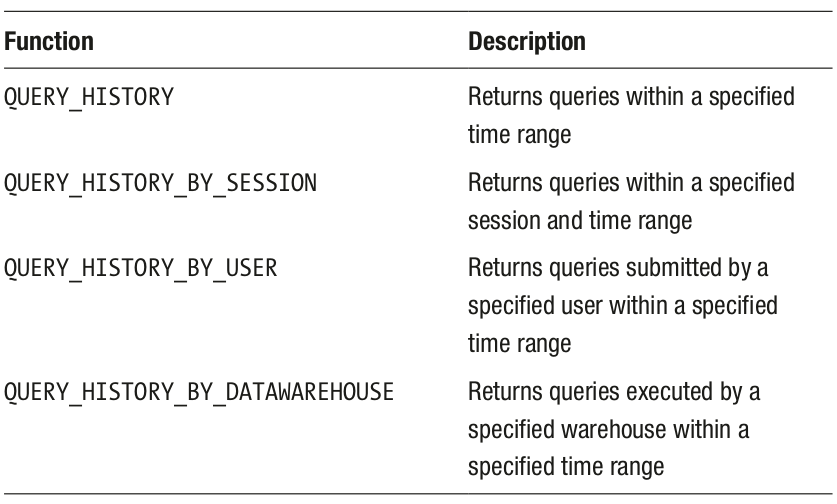 Function Description
QUERY_HISTORY Returns queries within a specified
time range
QUERY_HISTORY_BY_SESSION Returns queries within a specified
session and time range
QUERY_HISTORY_BY_USER Returns queries submitted by a
specified user within a specified
time range
QUERY_HISTORY_BY_DATAWAREHOUSE Returns queries executed by a
specified warehouse within a
specified time range